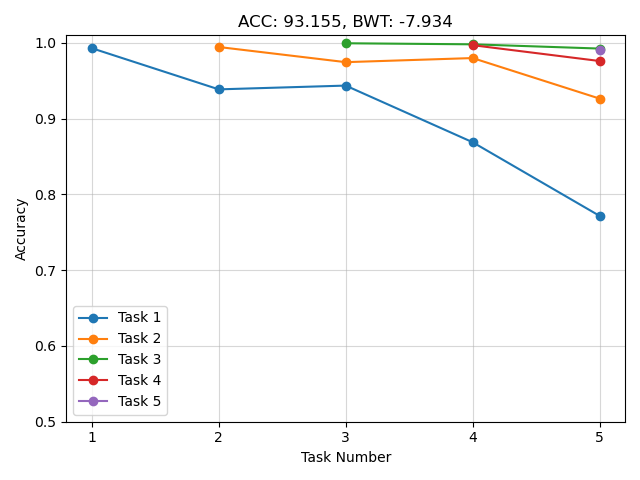 ACC: 93.155, BWT: -7.934
1.0
0.9
0.8
0.7
0.6
0.5
Accuracy
Task 1
Task 2
Task 3
Task 4
Task 5
1 2 3 4 5
Task Number